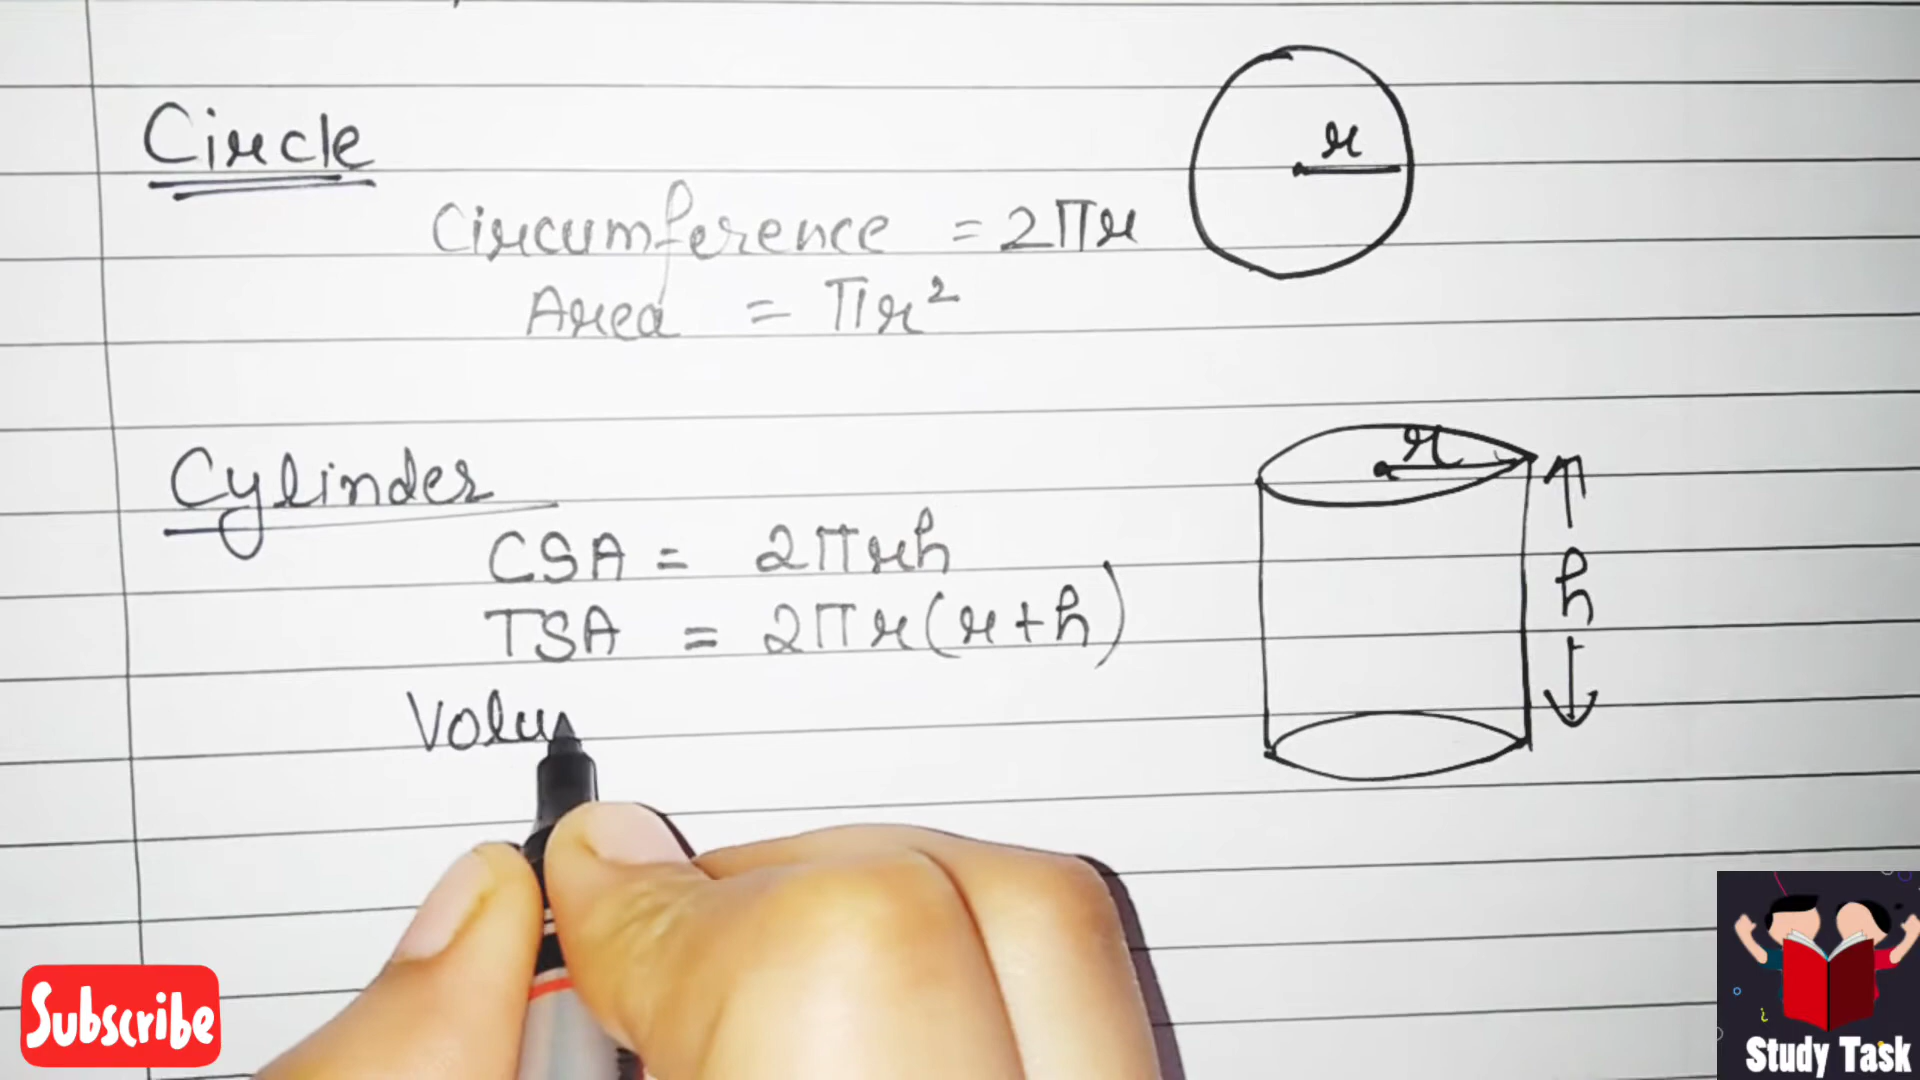 Circle
r
Circumference = 2πr
Area = πr²
Cylinder
r
CSA = 2πrh
h
TSA = 2πr(r+h)
Volu
Subscribe
Study Task